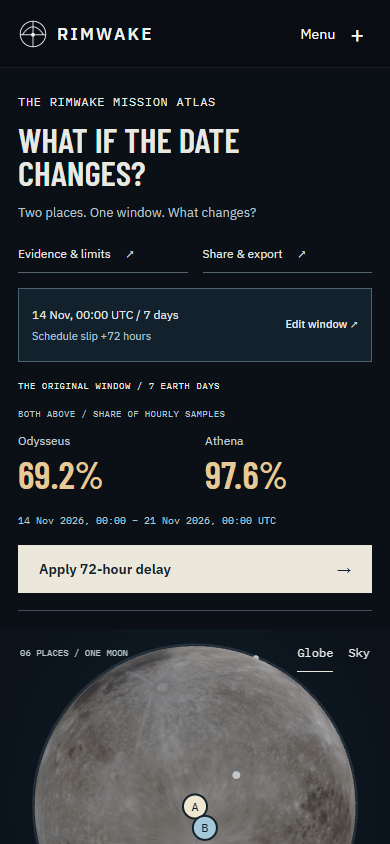 RIMWAKE
Menu +
THE RIMWAKE MISSION ATLAS
WHAT IF THE DATE
CHANGES?
Two places. One window. What changes?
Evidence & limits ↗
Share & export ↗
14 Nov, 00:00 UTC / 7 days
Schedule slip +72 hours
Edit window ↗
THE ORIGINAL WINDOW / 7 EARTH DAYS
BOTH ABOVE / SHARE OF HOURLY SAMPLES
Odysseus
69.2%
Athena
97.6%
14 Nov 2026, 00:00 – 21 Nov 2026, 00:00 UTC
Apply 72-hour delay →
06 PLACES / ONE MOON
Globe Sky
A
B